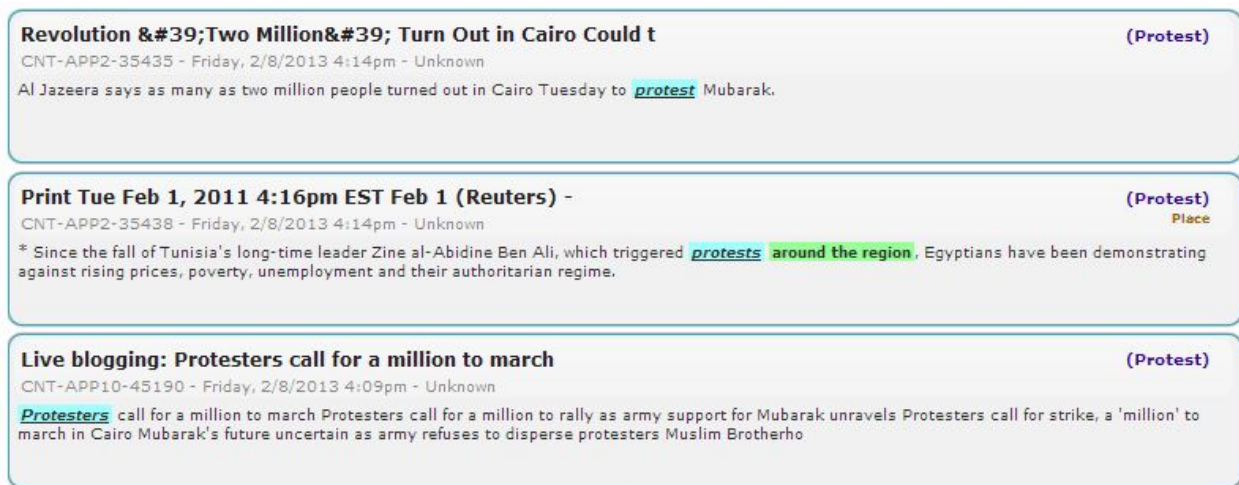 Revolution &#39;Two Million&#39; Turn Out in Cairo Could t (Protest)
CNT-APP2-35435 - Friday, 2/8/2013 4:14pm - Unknown
Al Jazeera says as many as two million people turned out in Cairo Tuesday to protest Mubarak.
Print Tue Feb 1, 2011 4:16pm EST Feb 1 (Reuters) - (Protest)
CNT-APP2-35438 - Friday, 2/8/2013 4:14pm - Unknown Place
* Since the fall of Tunisia's long-time leader Zine al-Abidine Ben Ali, which triggered protests around the region, Egyptians have been demonstrating
against rising prices, poverty, unemployment and their authoritarian regime.
Live blogging: Protesters call for a million to march (Protest)
CNT-APP10-45190 - Friday, 2/8/2013 4:09pm - Unknown
Protesters call for a million to march Protesters call for a million to rally as army support for Mubarak unravels Protesters call for strike, a 'million' to
march in Cairo Mubarak's future uncertain as army refuses to disperse protesters Muslim Brotherho